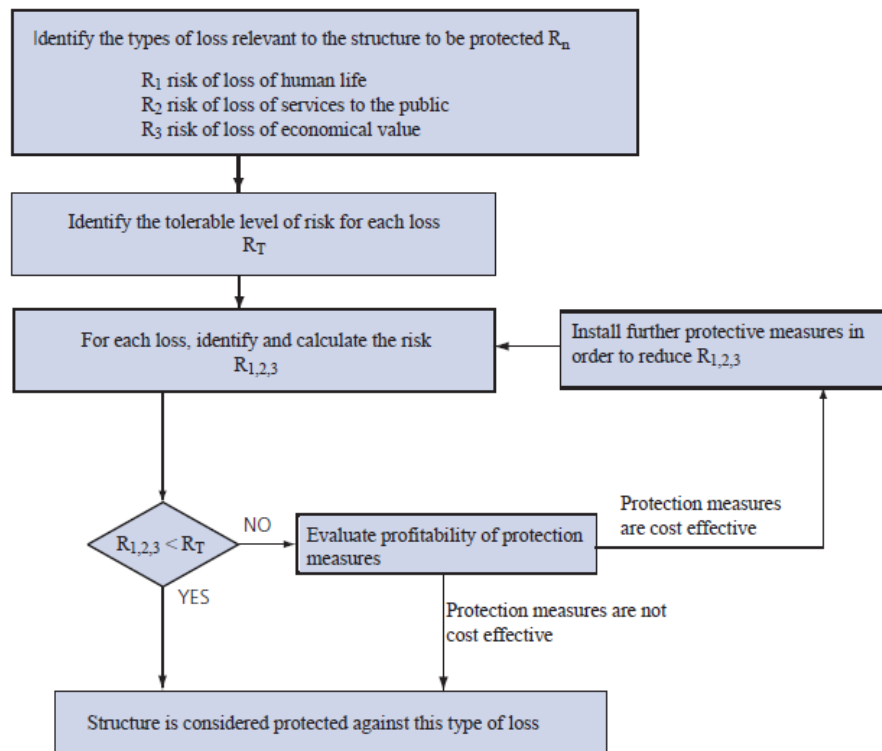 Identify the types of loss relevant to the structure to be protected Rn
R1 risk of loss of human life
R2 risk of loss of services to the public
R3 risk of loss of economical value
Identify the tolerable level of risk for each loss
RT
For each loss, identify and calculate the risk
R1,2,3
Install further protective measures in
order to reduce R1,2,3
R1,2,3 < RT
NO
YES
Evaluate profitability of protection
measures
Protection measures
are cost effective
Protection measures are not
cost effective
Structure is considered protected against this type of loss